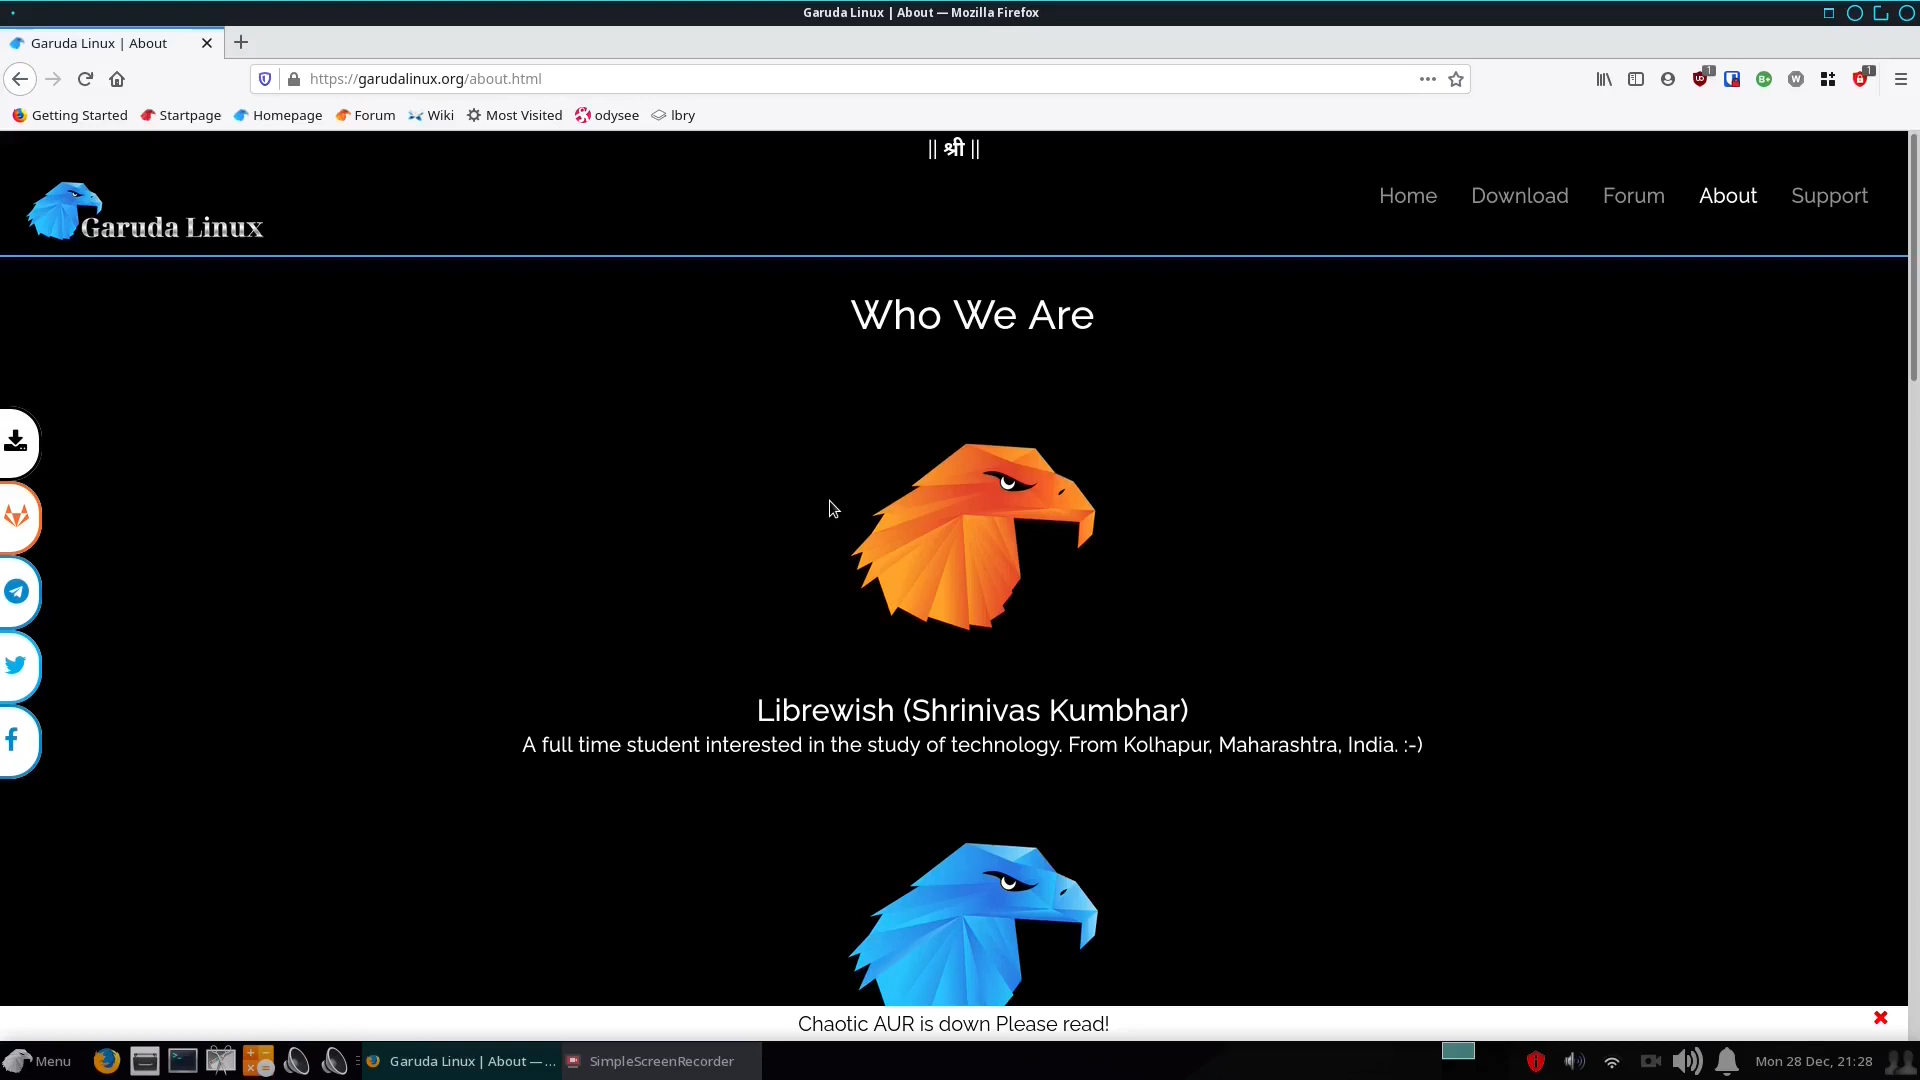 Garuda Linux | About — Mozilla Firefox
Garuda Linux | About
https://garudalinux.org/about.html
1
1
Getting Started
Startpage
Homepage
Forum
Wiki
Most Visited
odysee
lbry
|| श्री ||
Garuda Linux
Home
Download
Forum
About
Support
Who We Are
Librewish (Shrinivas Kumbhar)
A full time student interested in the study of technology. From Kolhapur, Maharashtra, India. :-)
Chaotic AUR is down Please read!
Menu
Garuda Linux | About —...
SimpleScreenRecorder
Mon 28 Dec, 21:28